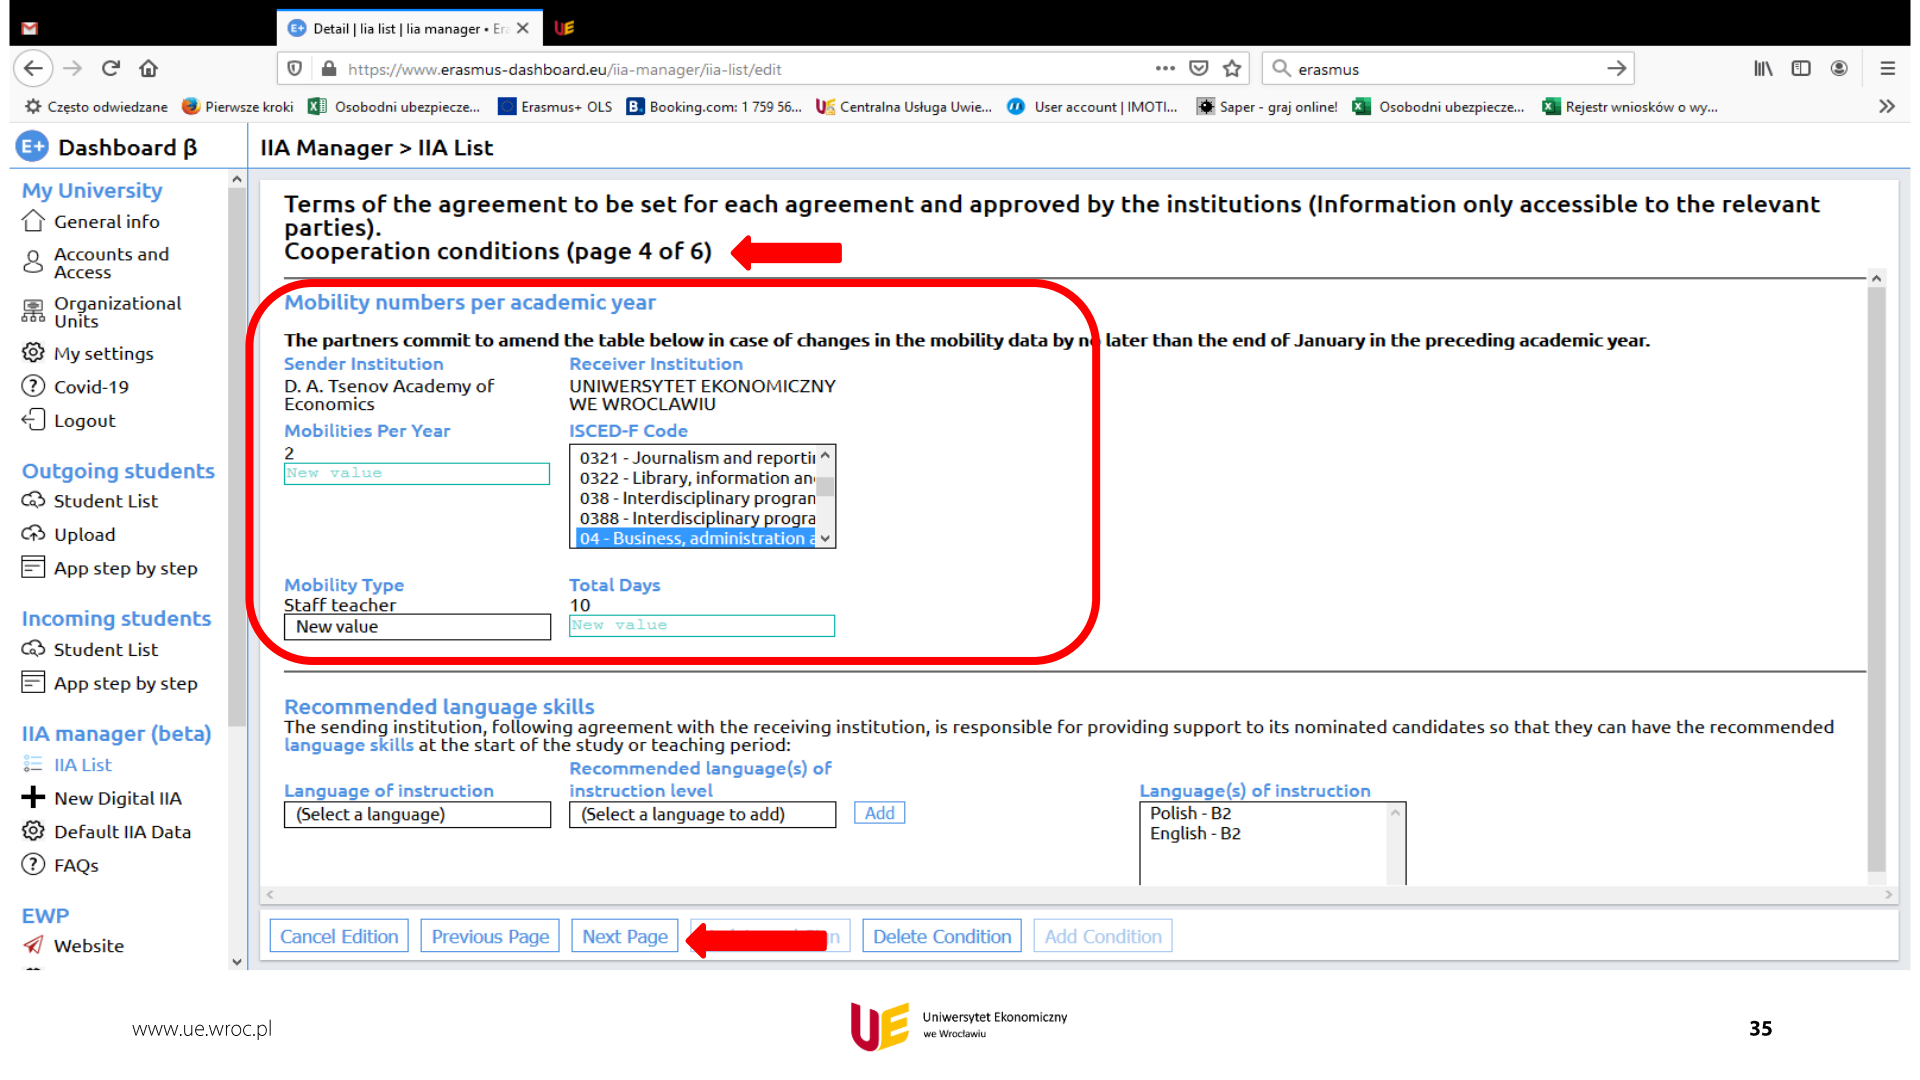 Detail | Iia list | Iia manager • Er
https://www.erasmus-dashboard.eu/iia-manager/iia-list/edit
erasmus
Często odwiedzane
Pierwsze kroki
Osobodni ubezpiecze...
Erasmus+ OLS
Booking.com: 1 759 56...
Centralna Usługa Uwie...
User account | IMOTI...
Saper - graj online!
Osobodni ubezpiecze...
Rejestr wniosków o wy...
E+ Dashboard β
IIA Manager > IIA List
My University
General info
Accounts and
Access
Organizational
Units
My settings
Covid-19
Logout
Outgoing students
Student List
Upload
App step by step
Incoming students
Student List
App step by step
IIA manager (beta)
IIA List
New Digital IIA
Default IIA Data
FAQs
EWP
Website
Terms of the agreement to be set for each agreement and approved by the institutions (Information only accessible to the relevant
parties).
Cooperation conditions (page 4 of 6)
Mobility numbers per academic year
The partners commit to amend the table below in case of changes in the mobility data by no later than the end of January in the preceding academic year.
Sender Institution
D. A. Tsenov Academy of
Economics
Receiver Institution
UNIWERSYTET EKONOMICZNY
WE WROCLAWIU
Mobilities Per Year
2
New value
ISCED-F Code
0321 - Journalism and reportin
0322 - Library, information an
038 - Interdisciplinary program
0388 - Interdisciplinary progra
04 - Business, administration a
Mobility Type
Staff teacher
New value
Total Days
10
New value
Recommended language skills
The sending institution, following agreement with the receiving institution, is responsible for providing support to its nominated candidates so that they can have the recommended
language skills at the start of the study or teaching period:
Language of instruction
(Select a language)
Recommended language(s) of
instruction level
(Select a language to add)
Add
Language(s) of instruction
Polish - B2
English - B2
Cancel Edition
Previous Page
Next Page
Delete Condition
Add Condition
www.ue.wroc.pl
UE
Uniwersytet Ekonomiczny
we Wrocławiu
35